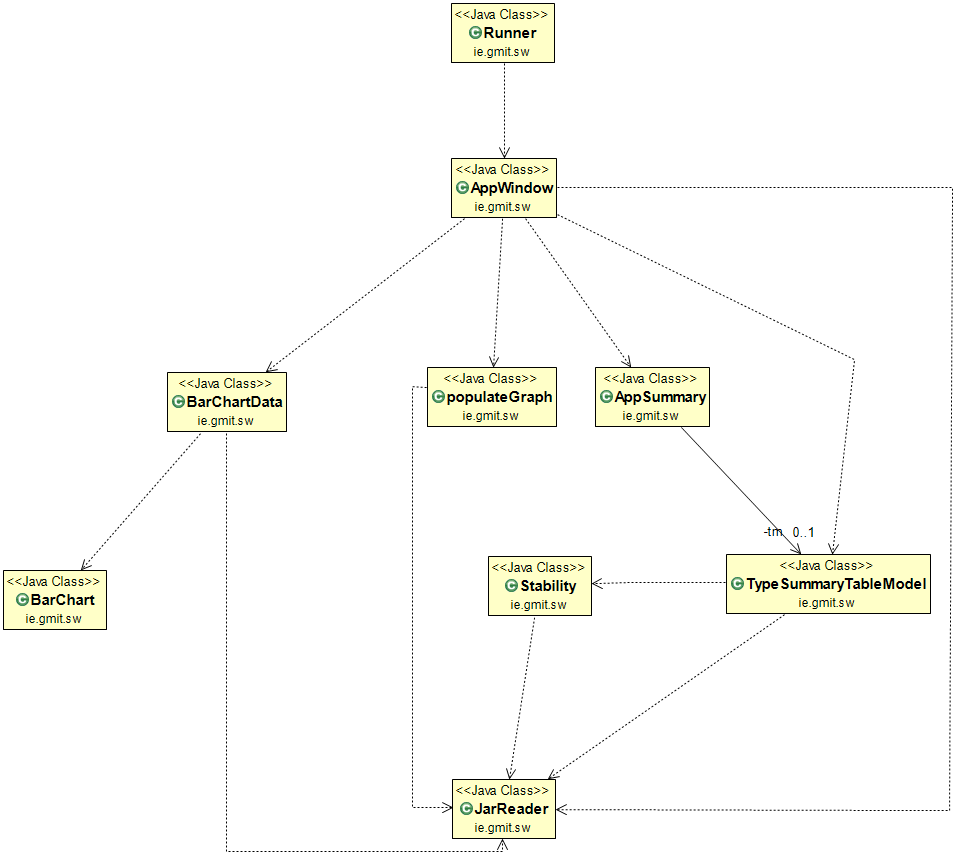 <<Java Class>>
Runner
ie.gmit.sw
<<Java Class>>
AppWindow
ie.gmit.sw
<<Java Class>>
BarChartData
ie.gmit.sw
<<Java Class>>
populateGraph
ie.gmit.sw
<<Java Class>>
AppSummary
ie.gmit.sw
-tm 0..1
<<Java Class>>
BarChart
ie.gmit.sw
<<Java Class>>
Stability
ie.gmit.sw
<<Java Class>>
TypeSummaryTableModel
ie.gmit.sw
<<Java Class>>
JarReader
ie.gmit.sw